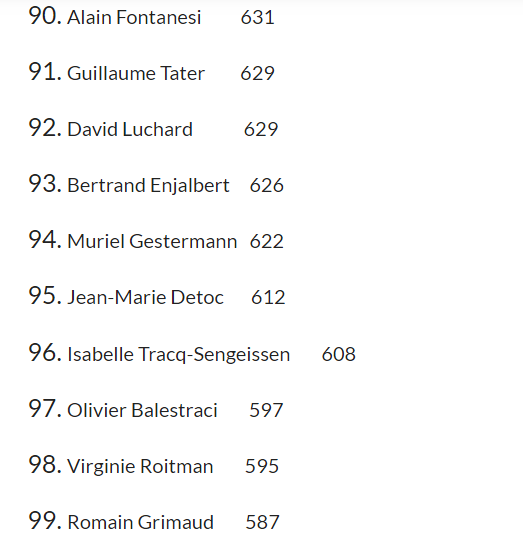 90. Alain Fontanesi 631
91. Guillaume Tater 629
92. David Luchard 629
93. Bertrand Enjalbert 626
94. Muriel Gestermann 622
95. Jean-Marie Detoc 612
96. Isabelle Tracq-Sengeissen 608
97. Olivier Balestraci 597
98. Virginie Roitman 595
99. Romain Grimaud 587